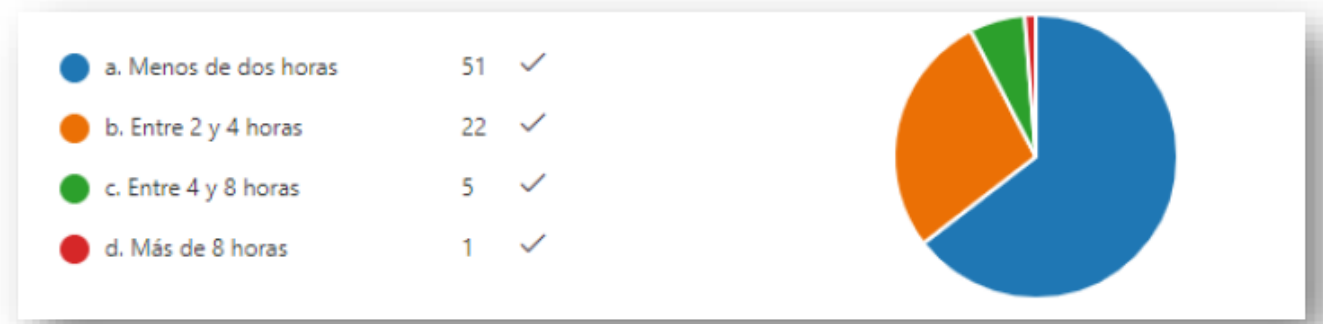 a. Menos de dos horas 51
b. Entre 2 y 4 horas 22
c. Entre 4 y 8 horas 5
d. Más de 8 horas 1